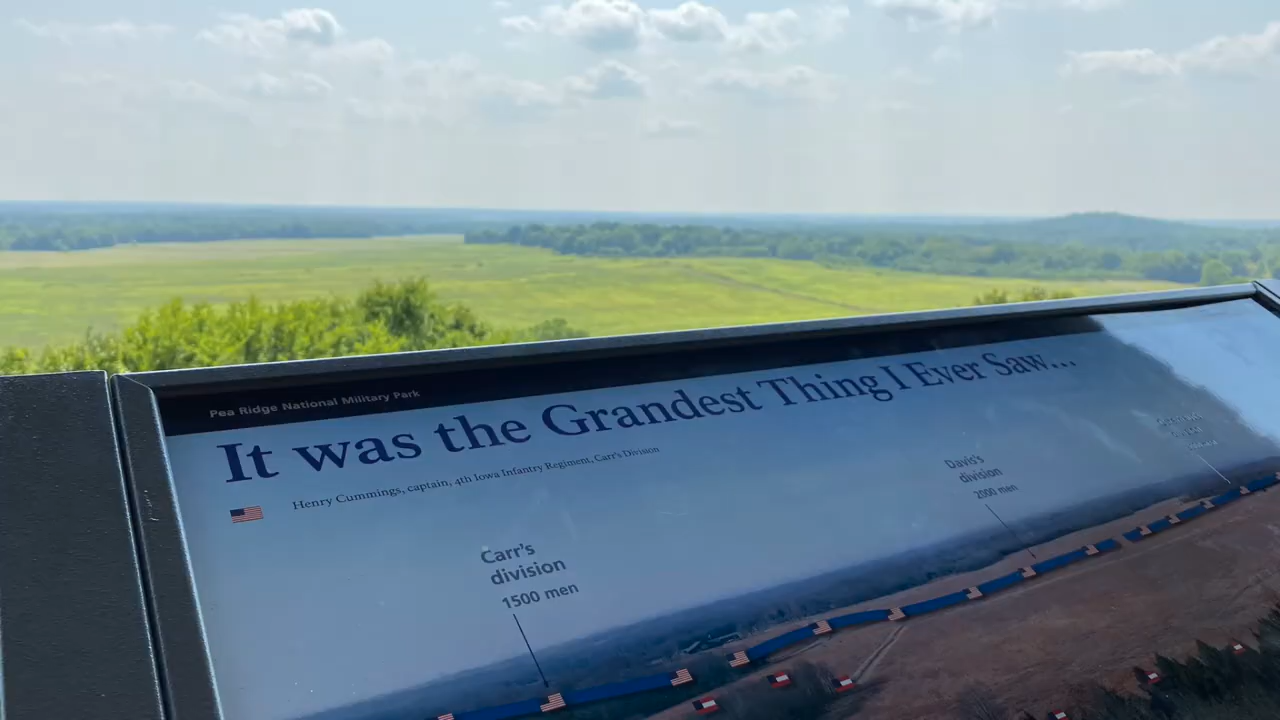 Pea Ridge National Military Park
It was the Grandest Thing I Ever Saw...
Henry Cummings, captain, 4th Iowa Infantry Regiment, Carr's Division
Carr's
division
1500 men
Davis's
division
2000 men